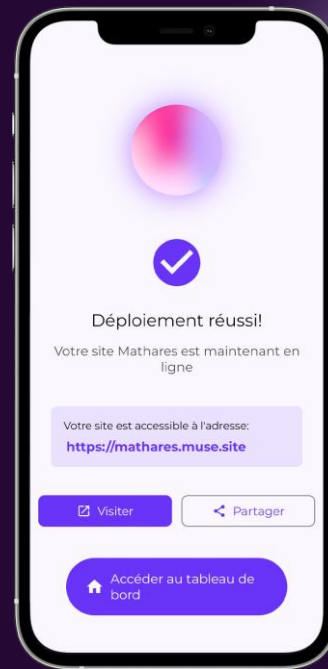 Déploiement réussi!
Votre site Mathares est maintenant en
ligne
Votre site est accessible à l'adresse:
https://mathares.muse.site
Visiter
Partager
Accéder au tableau de
bord